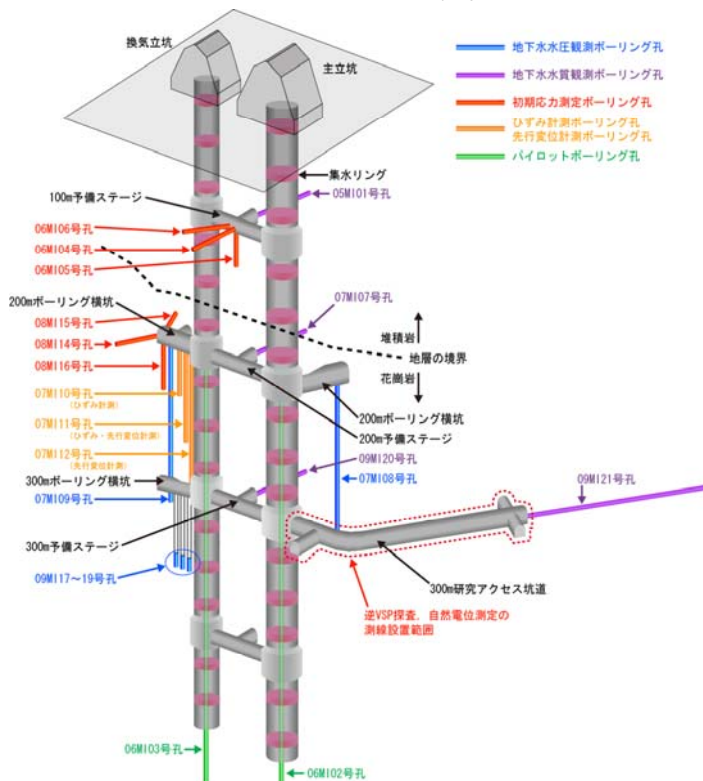 換気立坑
主立坑
地下水水圧観測ボーリング孔
地下水水質観測ボーリング孔
初期応力測定ボーリング孔
ひずみ計測ボーリング孔
先行変位計測ボーリング孔
パイロットボーリング孔
集水リング
100m予備ステージ
05MI01号孔
06MI06号孔
06MI04号孔
06MI05号孔
07MI07号孔
200mボーリング横坑
08MI15号孔
08MI14号孔
08MI16号孔
堆積岩
地層の境界
花崗岩
07MI10号孔
(ひずみ計測)
07MI11号孔
(ひずみ・先行変位計測)
07MI12号孔
(先行変位計測)
200mボーリング横坑
200m予備ステージ
09MI20号孔
07MI08号孔
09MI21号孔
300mボーリング横坑
07MI09号孔
300m予備ステージ
09MI17～19号孔
300m研究アクセス坑道
逆VSP探査、自然電位測定の
測線設置範囲
06MI03号孔
06MI02号孔